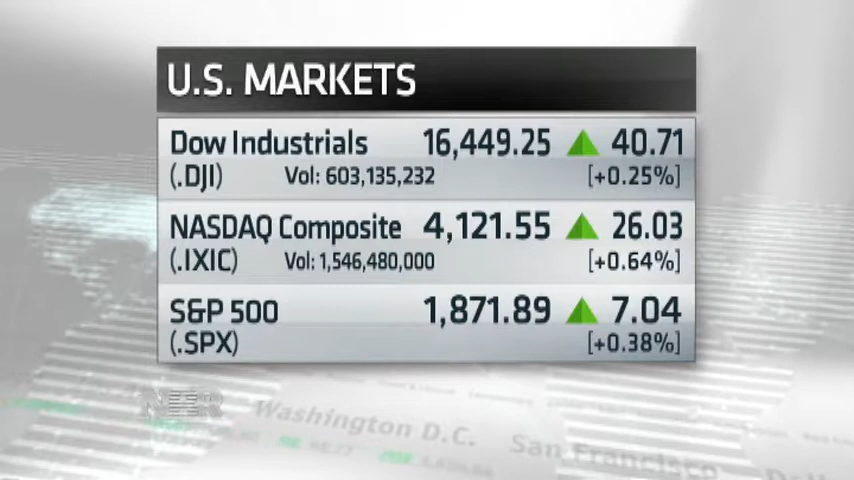 U.S. MARKETS
Dow Industrials 16,449.25 ▲ 40.71
(.DJI) Vol: 603,135,232 [+0.25%]
NASDAQ Composite 4,121.55 ▲ 26.03
(.IXIC) Vol: 1,546,480,000 [+0.64%]
S&P 500 1,871.89 ▲ 7.04
(.SPX) [+0.38%]
NBR
Washington D.C.
San Francisco